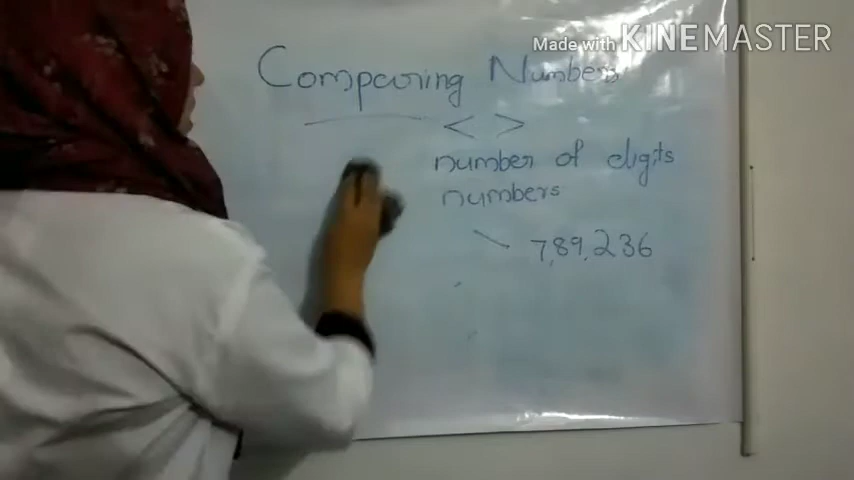 Made with KINEMASTER
Comparing Numbers
< >
number of digits
numbers
7,89,236